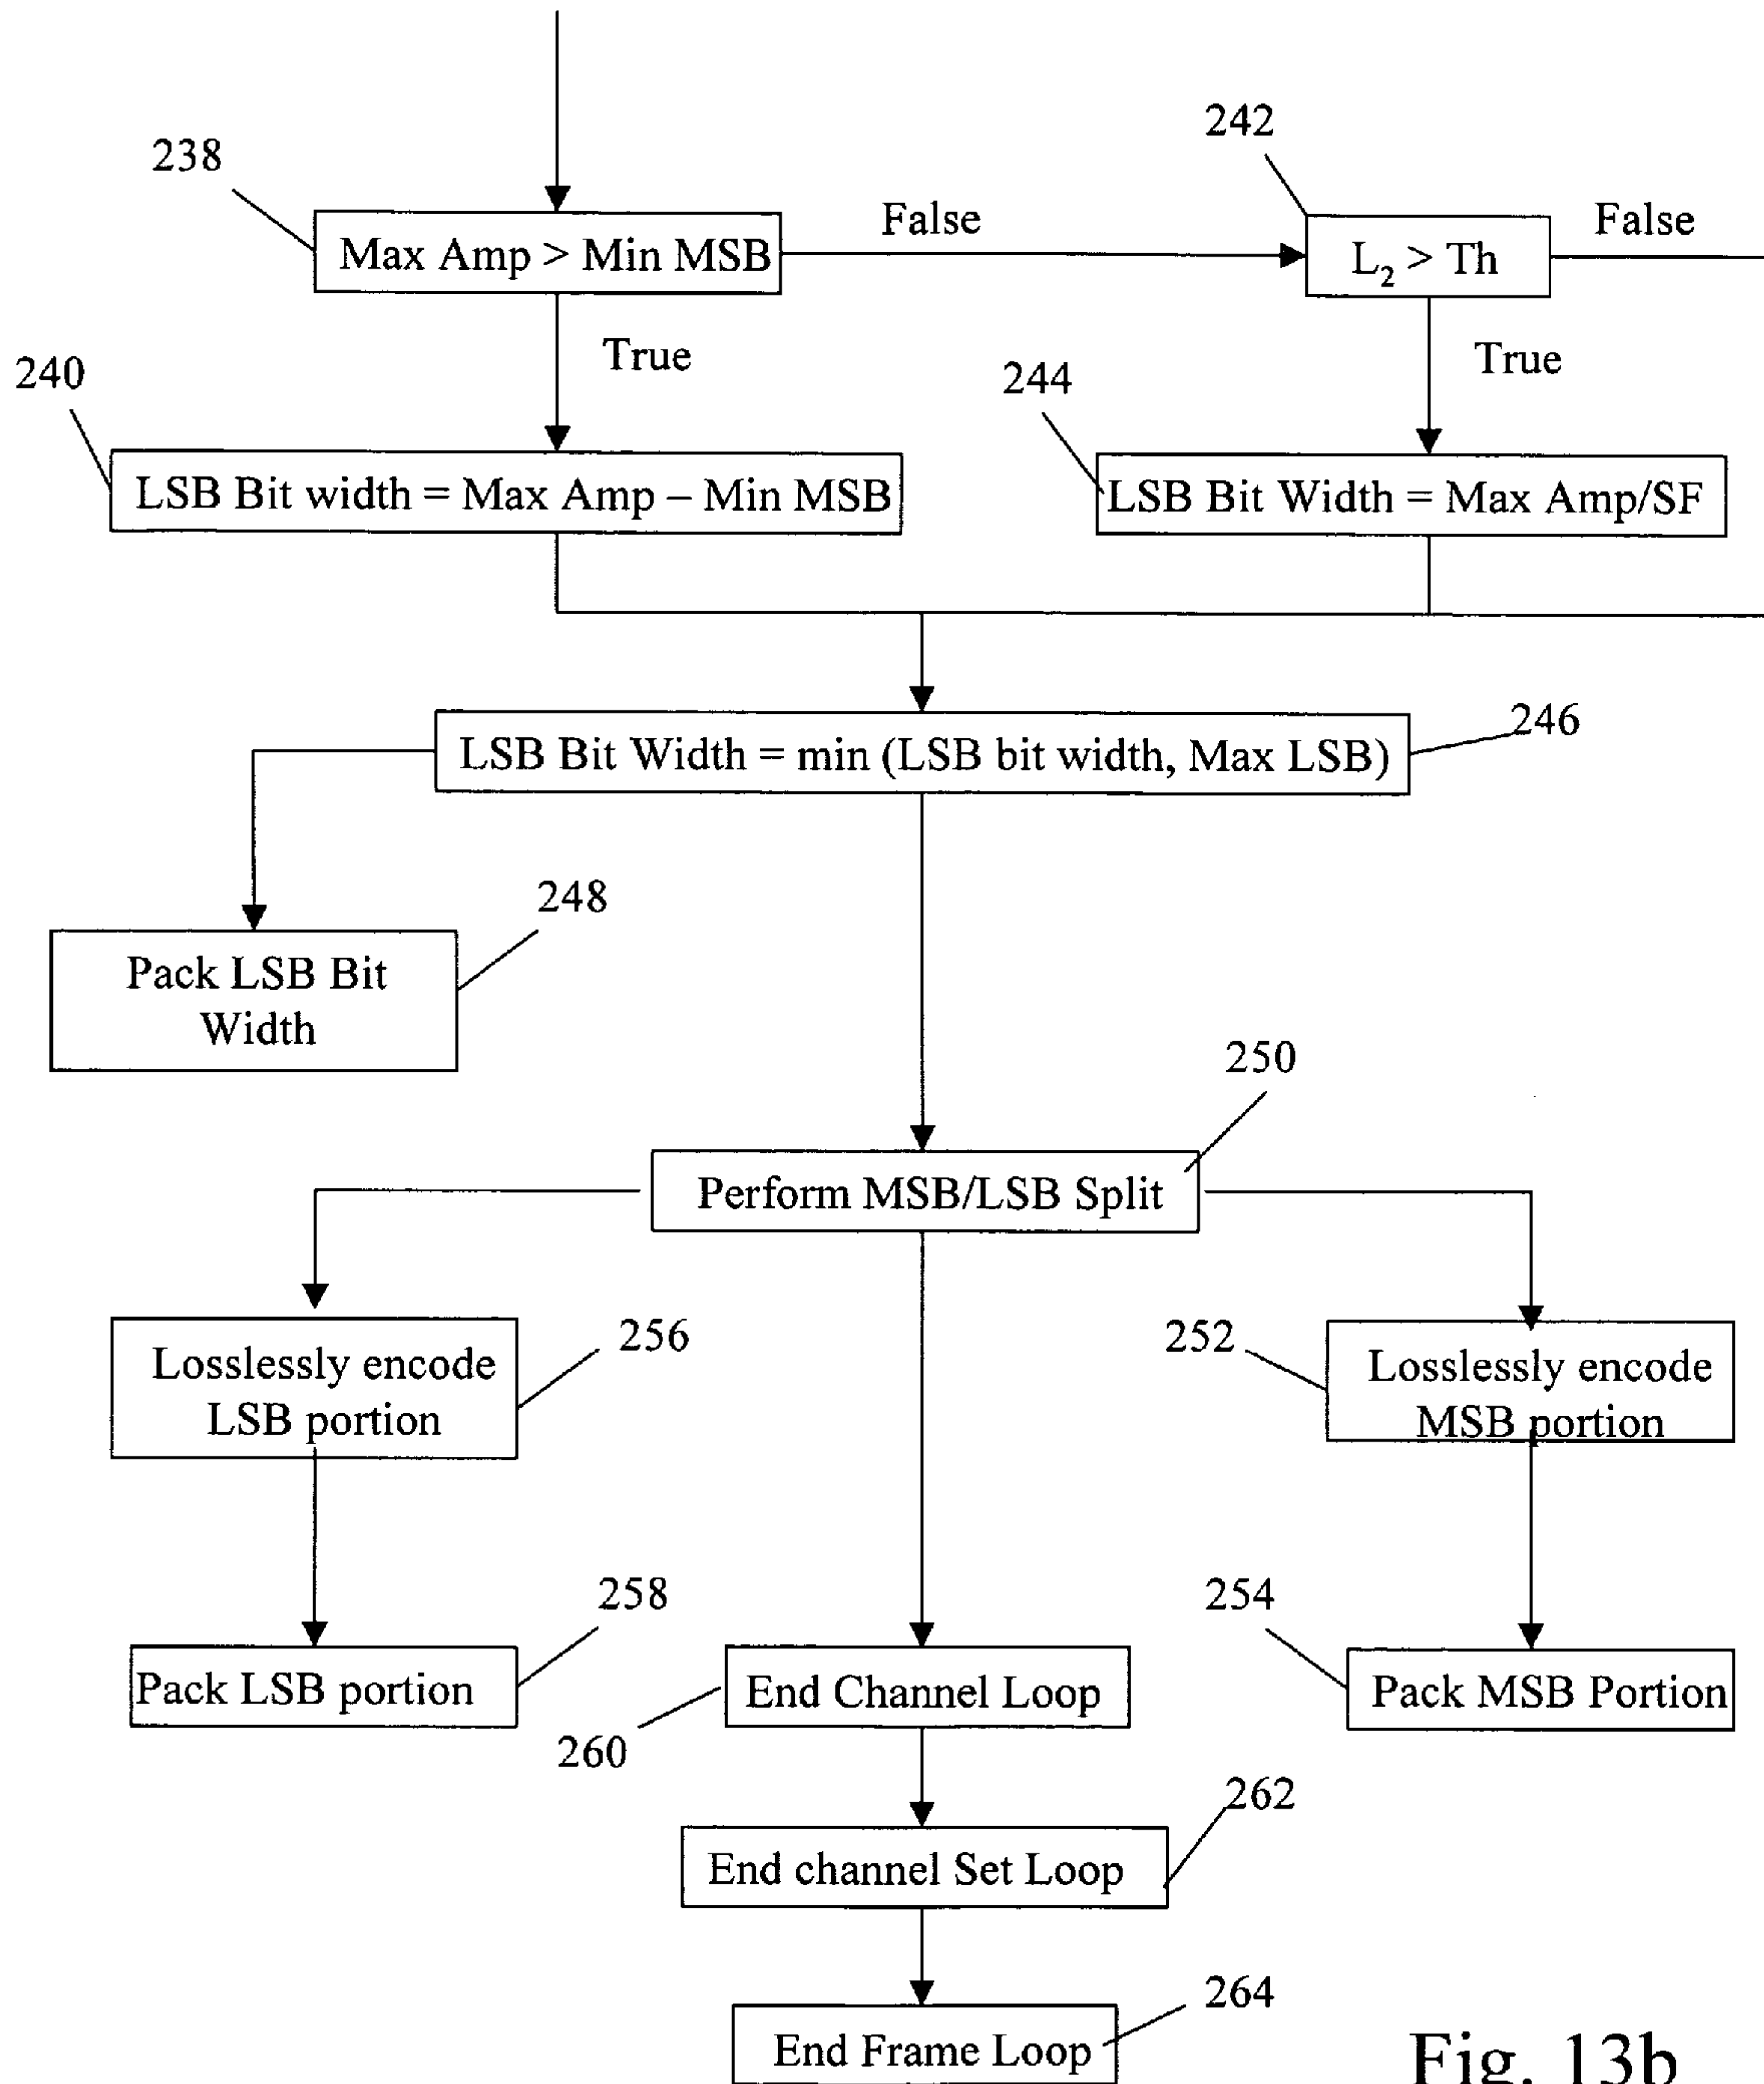 242
238
False
False
Max Amp > Min MSB
L₂ > Th
True
True
240
244
LSB Bit width = Max Amp – Min MSB
LSB Bit Width = Max Amp/SF
246
LSB Bit Width = min (LSB bit width, Max LSB)
248
Pack LSB Bit
Width
250
Perform MSB/LSB Split
256
252
Losslessly encode
LSB portion
Losslessly encode
MSB portion
258
254
Pack LSB portion
End Channel Loop
Pack MSB Portion
260
262
End channel Set Loop
264
End Frame Loop
Fig. 13b